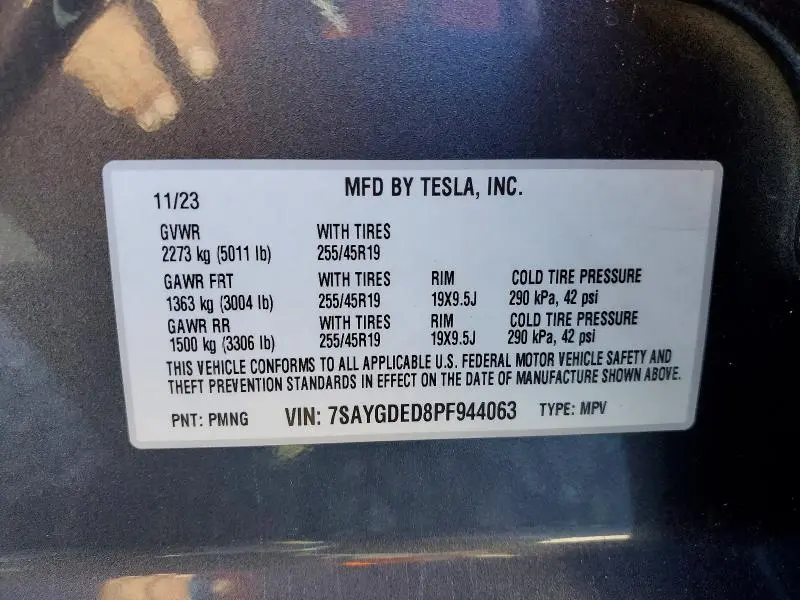 MFD BY TESLA, INC.
11/23
GVWR WITH TIRES
2273 kg (5011 lb) 255/45R19
GAWR FRT WITH TIRES RIM COLD TIRE PRESSURE
1363 kg (3004 lb) 255/45R19 19X9.5J 290 kPa, 42 psi
GAWR RR WITH TIRES RIM COLD TIRE PRESSURE
1500 kg (3306 lb) 255/45R19 19X9.5J 290 kPa, 42 psi
THIS VEHICLE CONFORMS TO ALL APPLICABLE U.S. FEDERAL MOTOR VEHICLE SAFETY AND
THEFT PREVENTION STANDARDS IN EFFECT ON THE DATE OF MANUFACTURE SHOWN ABOVE.
PNT: PMNG VIN: 7SAYGDED8PF944063 TYPE: MPV